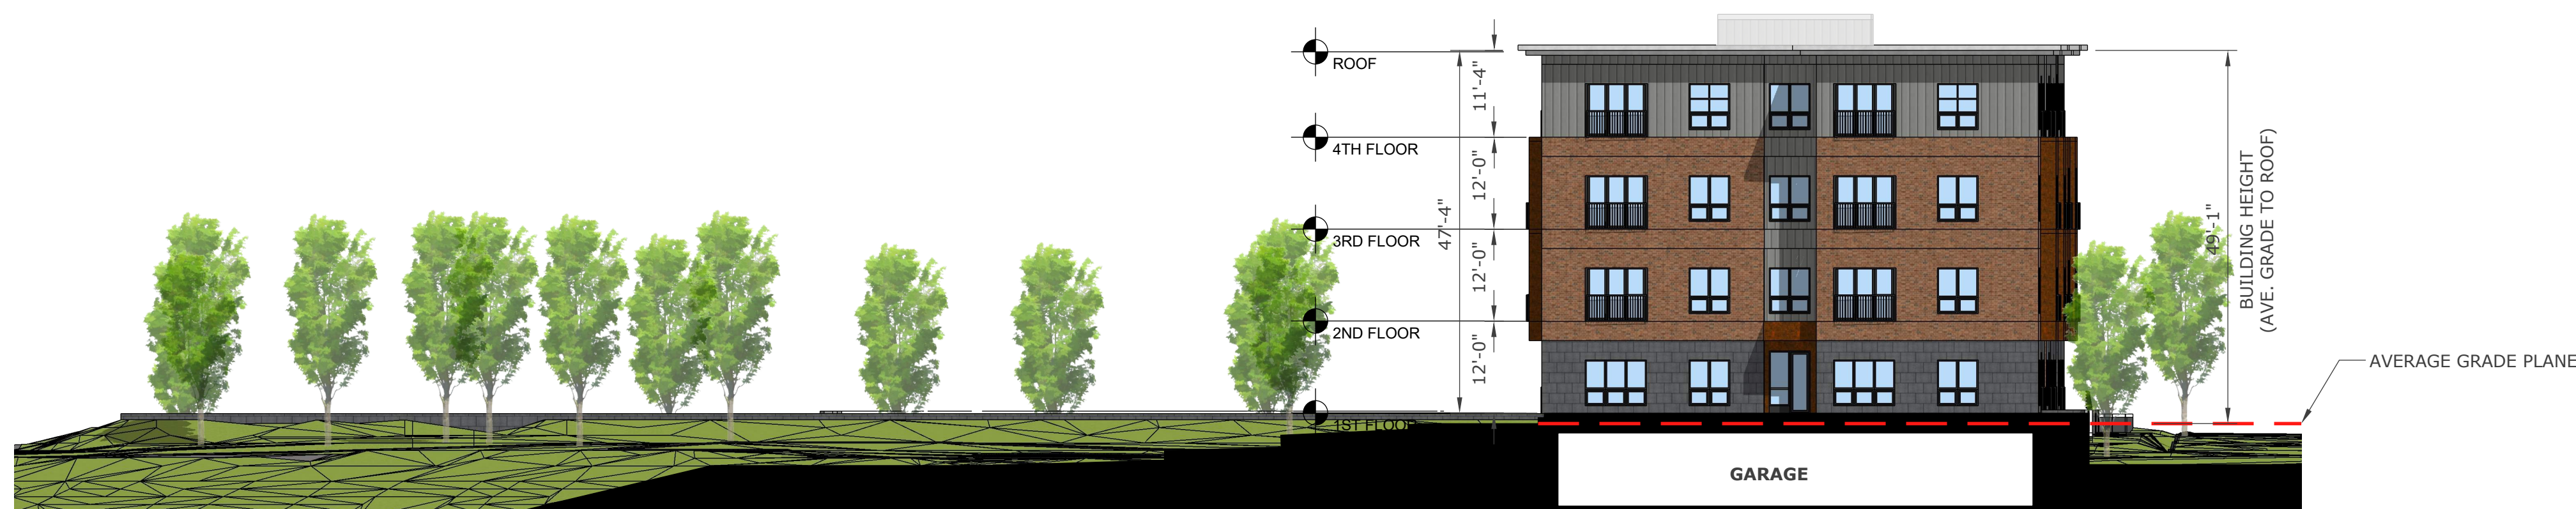 ROOF
11'-4"
4TH FLOOR
12'-0"
3RD FLOOR
47'-4"
12'-0"
2ND FLOOR
12'-0"
1ST FLOOR
49'-1"
BUILDING HEIGHT
(AVE. GRADE TO ROOF)
AVERAGE GRADE PLANE
GARAGE